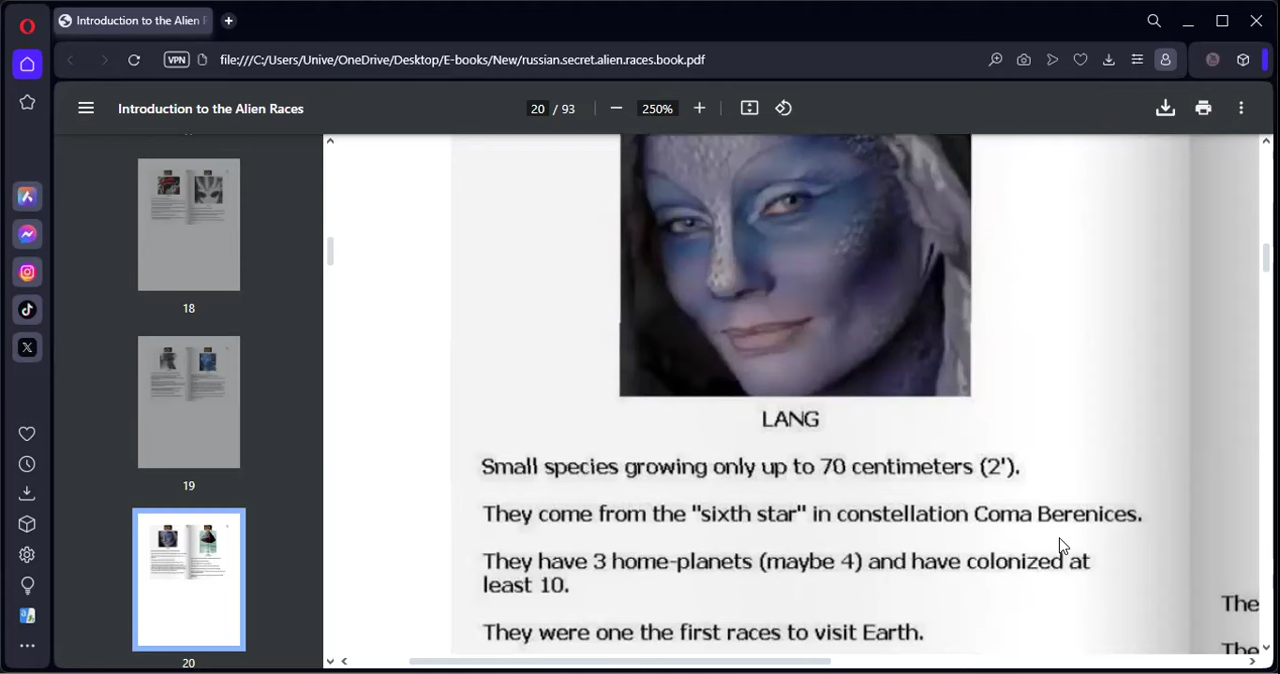 Introduction to the Alien R
VPN
file:///C:/Users/Unive/OneDrive/Desktop/E-books/New/russian.secret.alien.races.book.pdf
Introduction to the Alien Races
20 / 93
250%
18
19
20
LANG
Small species growing only up to 70 centimeters (2').
They come from the "sixth star" in constellation Coma Berenices.
They have 3 home-planets (maybe 4) and have colonized at
least 10.
They were one the first races to visit Earth.
The
The